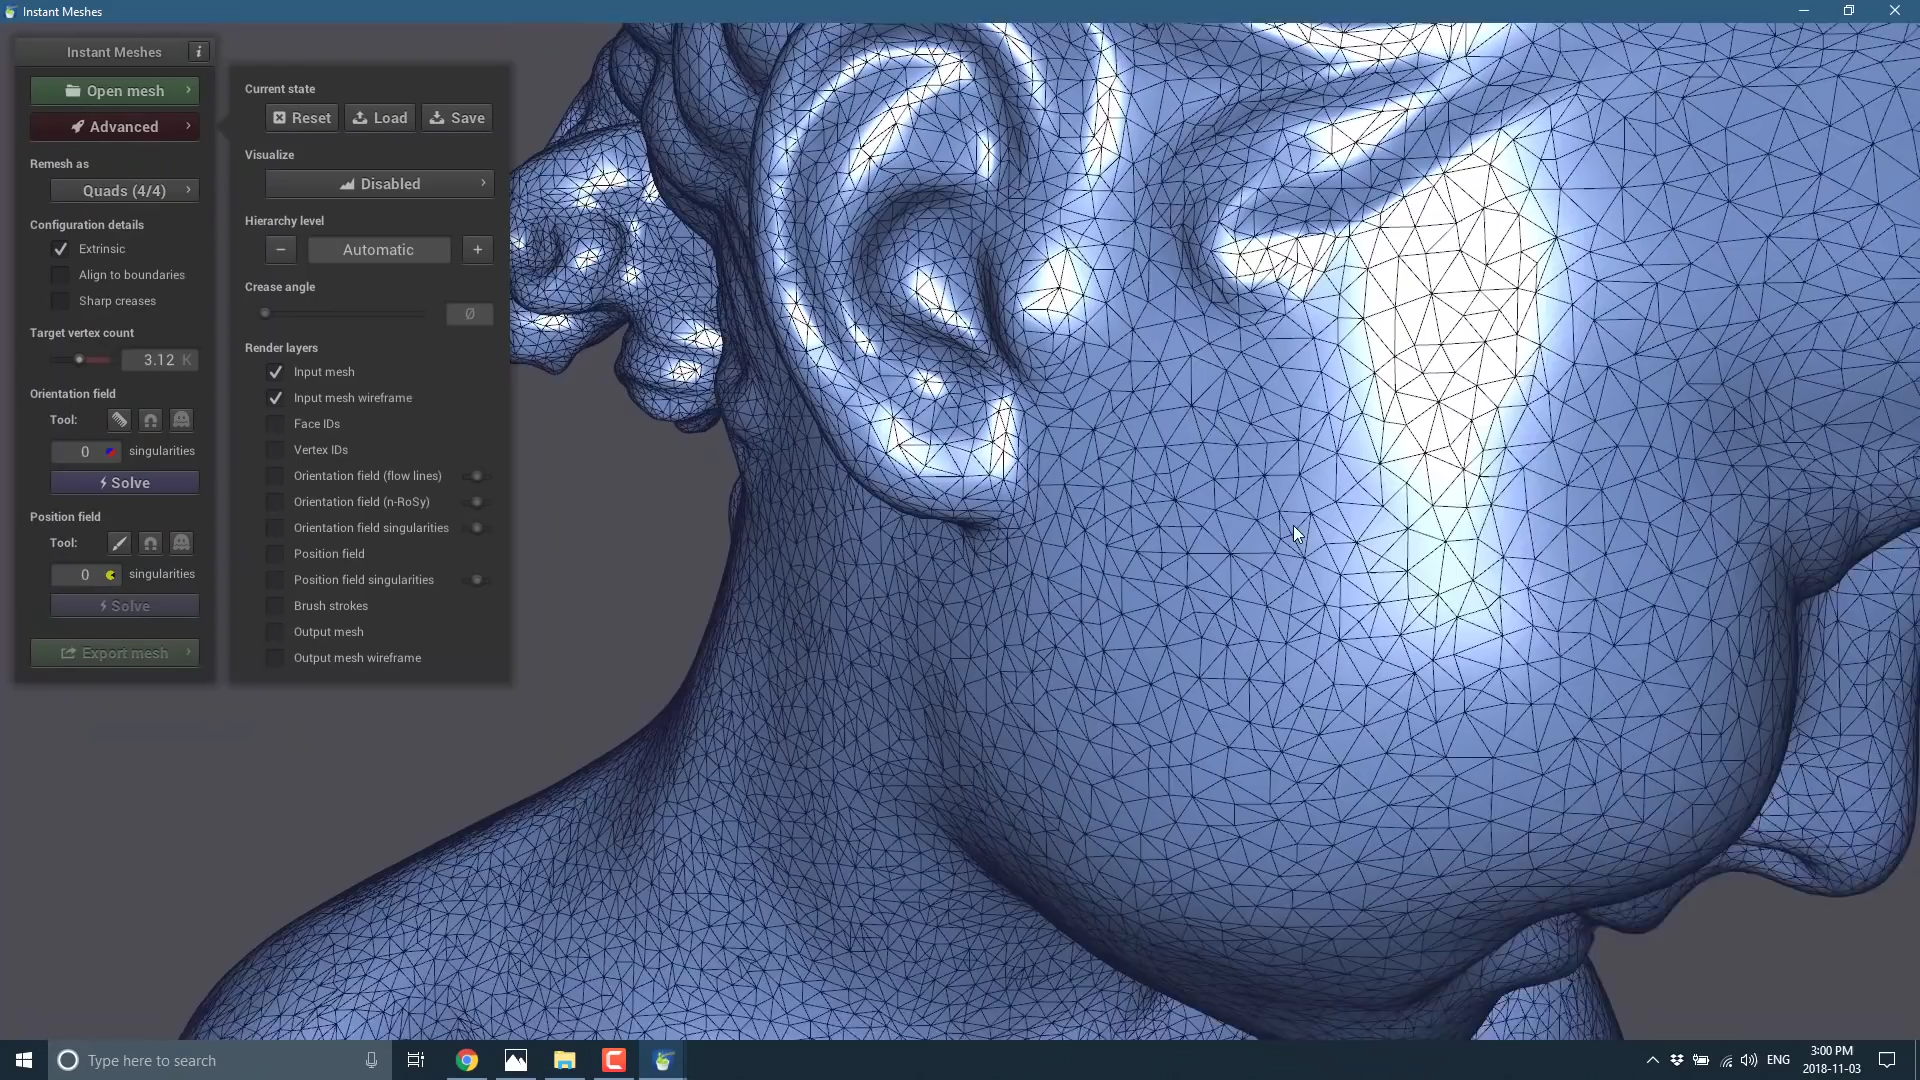 Instant Meshes
Instant Meshes i
Open mesh
Advanced
Remesh as
Quads (4/4)
Configuration details
Extrinsic
Align to boundaries
Sharp creases
Target vertex count
3.12 K
Orientation field
Tool:
0 singularities
Solve
Position field
Tool:
0 singularities
Solve
Export mesh
Current state
Reset Load Save
Visualize
Disabled
Hierarchy level
− Automatic +
Crease angle
Ø
Render layers
Input mesh
Input mesh wireframe
Face IDs
Vertex IDs
Orientation field (flow lines)
Orientation field (n-RoSy)
Orientation field singularities
Position field
Position field singularities
Brush strokes
Output mesh
Output mesh wireframe
Type here to search
ENG
3:00 PM
2018-11-03